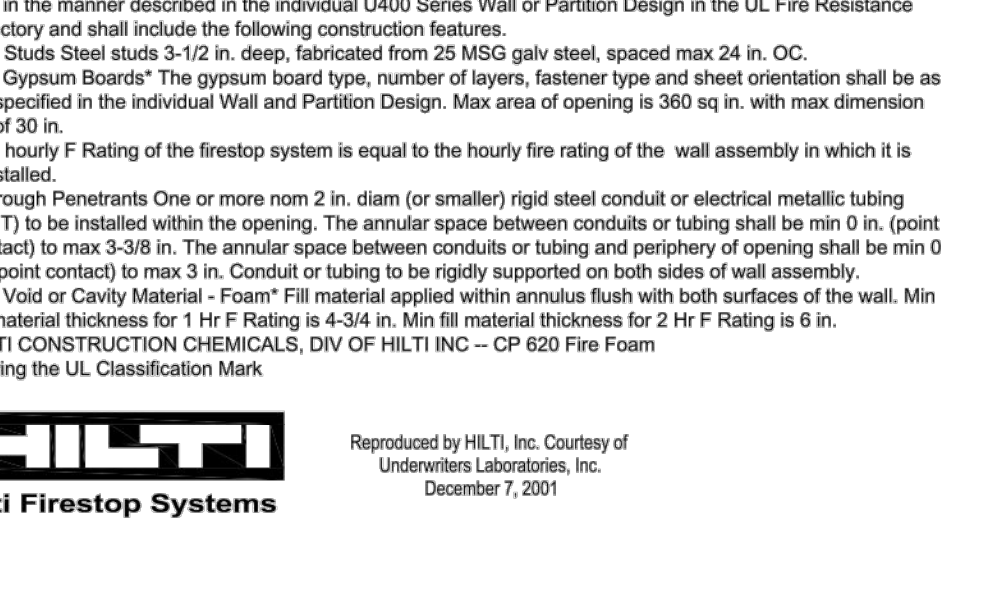 in the manner described in the individual U400 Series Wall or Partition Design in the UL Fire Resistance
ctory and shall include the following construction features.
Studs Steel studs 3-1/2 in. deep, fabricated from 25 MSG galv steel, spaced max 24 in. OC.
Gypsum Boards* The gypsum board type, number of layers, fastener type and sheet orientation shall be as
specified in the individual Wall and Partition Design. Max area of opening is 360 sq in. with max dimension
of 30 in.
hourly F Rating of the firestop system is equal to the hourly fire rating of the wall assembly in which it is
stalled.
rough Penetrants One or more nom 2 in. diam (or smaller) rigid steel conduit or electrical metallic tubing
T) to be installed within the opening. The annular space between conduits or tubing shall be min 0 in. (point
tact) to max 3-3/8 in. The annular space between conduits or tubing and periphery of opening shall be min 0
point contact) to max 3 in. Conduit or tubing to be rigidly supported on both sides of wall assembly.
Void or Cavity Material - Foam* Fill material applied within annulus flush with both surfaces of the wall. Min
material thickness for 1 Hr F Rating is 4-3/4 in. Min fill material thickness for 2 Hr F Rating is 6 in.
TI CONSTRUCTION CHEMICALS, DIV OF HILTI INC -- CP 620 Fire Foam
ing the UL Classification Mark
HILTI
ti Firestop Systems
Reproduced by HILTI, Inc. Courtesy of
Underwriters Laboratories, Inc.
December 7, 2001